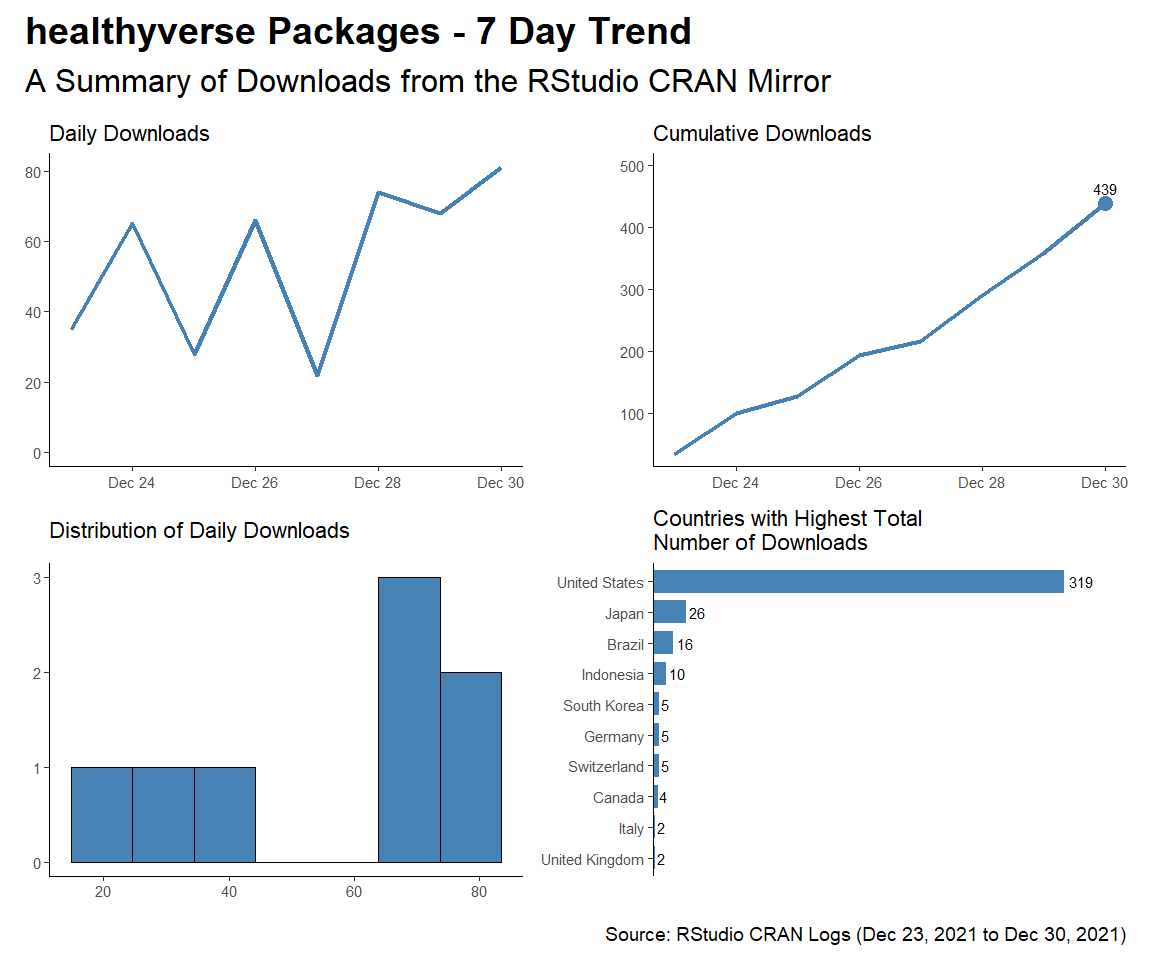 healthyverse Packages - 7 Day Trend
A Summary of Downloads from the RStudio CRAN Mirror
Daily Downloads
80
60
40
20
0
Dec 24 Dec 26 Dec 28 Dec 30
Cumulative Downloads
500
400
300
200
100
439
Dec 24 Dec 26 Dec 28 Dec 30
Distribution of Daily Downloads
3
2
1
0
20 40 60 80
Countries with Highest Total
Number of Downloads
United States 319
Japan 26
Brazil 16
Indonesia 10
South Korea 5
Germany 5
Switzerland 5
Canada 4
Italy 2
United Kingdom 2
Source: RStudio CRAN Logs (Dec 23, 2021 to Dec 30, 2021)